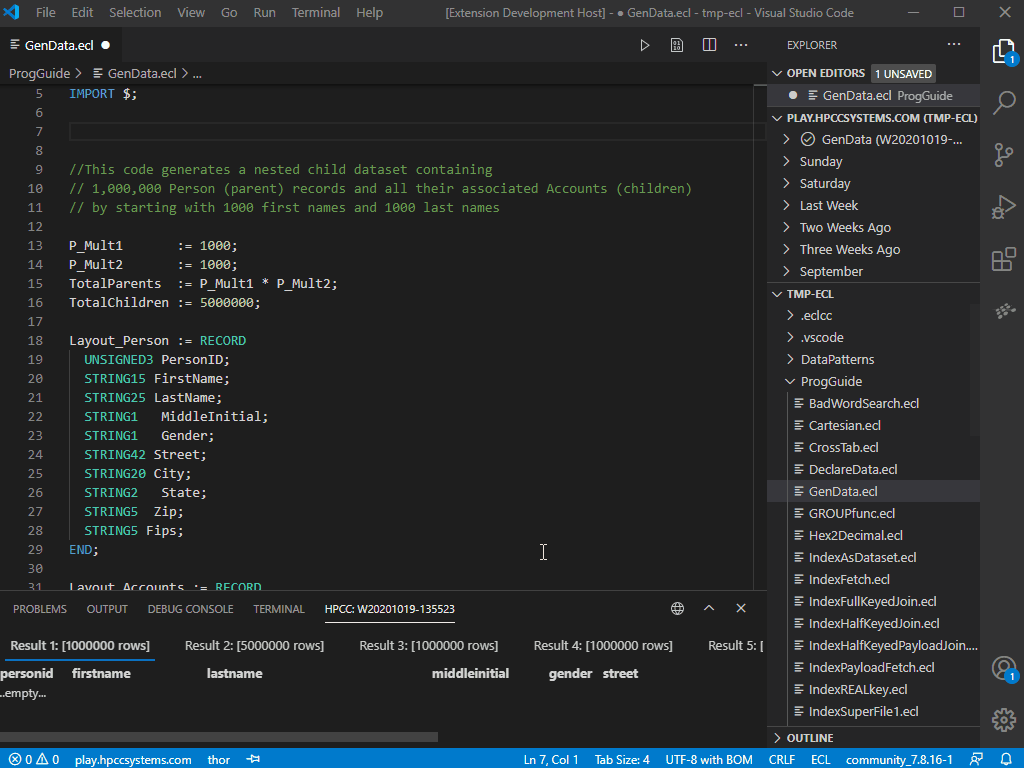 File Edit Selection View Go Run Terminal Help [Extension Development Host] - ● GenData.ecl - tmp-ecl - Visual Studio Code
GenData.ecl ●
ProgGuide > GenData.ecl > ...
5 IMPORT $;
6
7
8
9 //This code generates a nested child dataset containing
10 // 1,000,000 Person (parent) records and all their associated Accounts (children)
11 // by starting with 1000 first names and 1000 last names
12
13 P_Mult1 := 1000;
14 P_Mult2 := 1000;
15 TotalParents := P_Mult1 * P_Mult2;
16 TotalChildren := 5000000;
17
18 Layout_Person := RECORD
19 UNSIGNED3 PersonID;
20 STRING15 FirstName;
21 STRING25 LastName;
22 STRING1 MiddleInitial;
23 STRING1 Gender;
24 STRING42 Street;
25 STRING20 City;
26 STRING2 State;
27 STRING5 Zip;
28 STRING5 Fips;
29 END;
30
31 Layout_Accounts := RECORD
PROBLEMS OUTPUT DEBUG CONSOLE TERMINAL HPCC: W20201019-135523
Result 1: [1000000 rows] Result 2: [5000000 rows] Result 3: [1000000 rows] Result 4: [1000000 rows] Result 5: [
personid firstname lastname middleinitial gender street
..empty...
EXPLORER
OPEN EDITORS 1 UNSAVED
● GenData.ecl ProgGuide
PLAY.HPCCSYSTEMS.COM (TMP-ECL)
GenData (W20201019-...
Sunday
Saturday
Last Week
Two Weeks Ago
Three Weeks Ago
September
TMP-ECL
.eclcc
.vscode
DataPatterns
ProgGuide
BadWordSearch.ecl
Cartesian.ecl
CrossTab.ecl
DeclareData.ecl
GenData.ecl
GROUPfunc.ecl
Hex2Decimal.ecl
IndexAsDataset.ecl
IndexFetch.ecl
IndexFullKeyedJoin.ecl
IndexHalfKeyedJoin.ecl
IndexHalfKeyedPayloadJoin....
IndexPayloadFetch.ecl
IndexREALkey.ecl
IndexSuperFile1.ecl
OUTLINE
1
1
0 0 play.hpccsystems.com thor Ln 7, Col 1 Tab Size: 4 UTF-8 with BOM CRLF ECL community_7.8.16-1